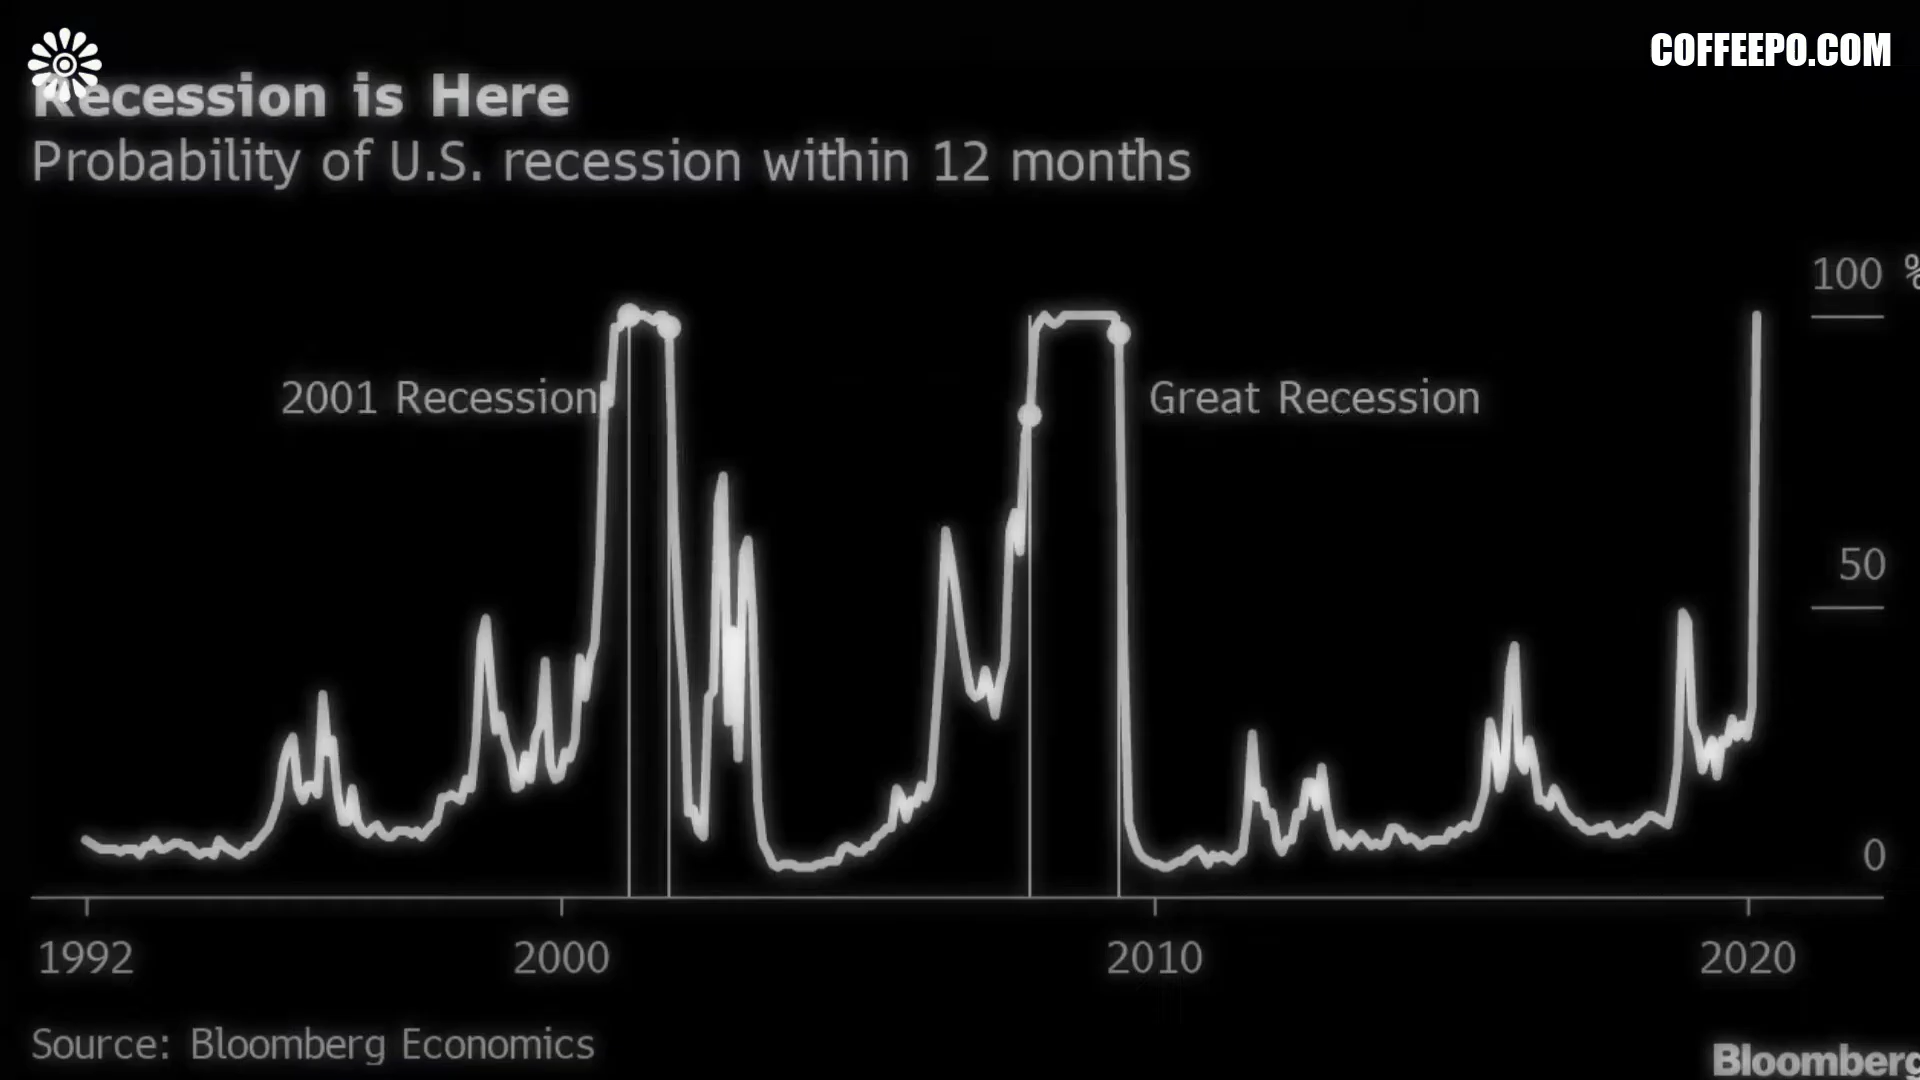 COFFEEPO.COM
Recession is Here
Probability of U.S. recession within 12 months
100 %
2001 Recession
Great Recession
50
0
1992
2000
2010
2020
Source: Bloomberg Economics
Bloomberg